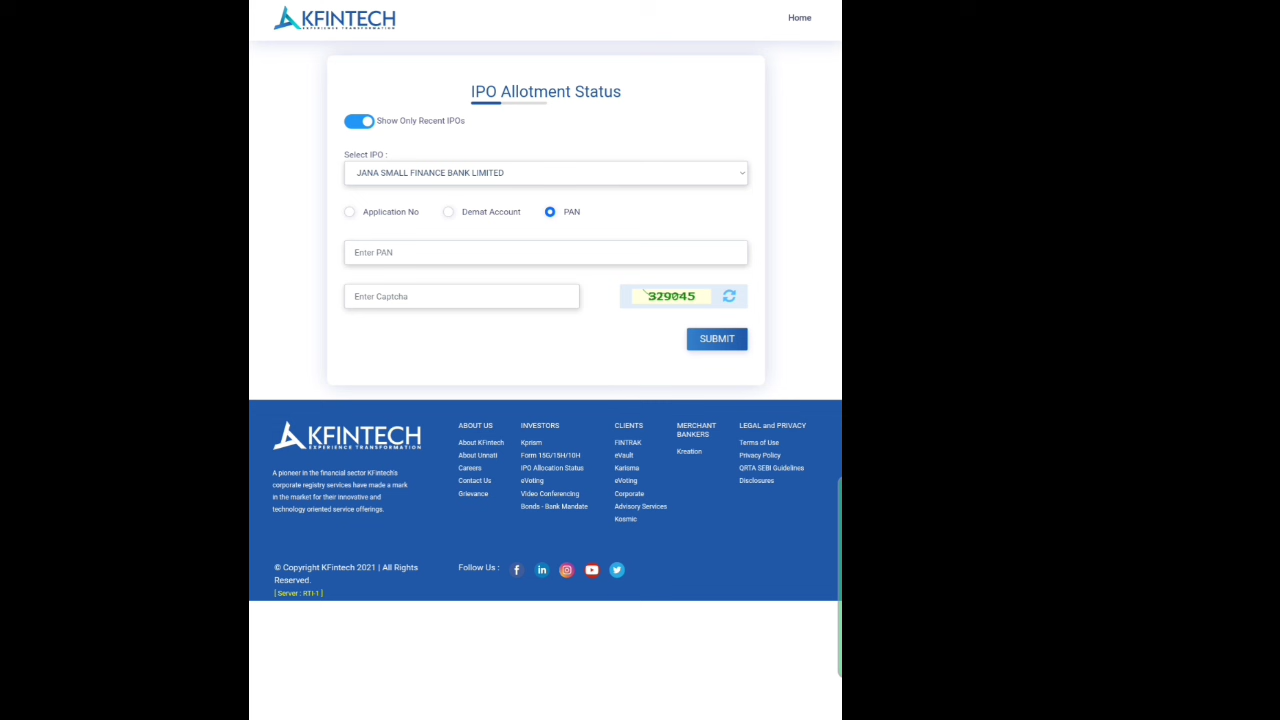 KFINTECH
EXPERIENCE TRANSFORMATION
Home
IPO Allotment Status
Show Only Recent IPOs
Select IPO :
JANA SMALL FINANCE BANK LIMITED
Application No Demat Account PAN
Enter PAN
Enter Captcha
329045
SUBMIT
KFINTECH
EXPERIENCE TRANSFORMATION
A pioneer in the financial sector KFintech's
corporate registry services have made a mark
in the market for their innovative and
technology oriented service offerings.
ABOUT US
About KFintech
About Unnati
Careers
Contact Us
Grievance
INVESTORS
Kprism
Form 15G/15H/10H
IPO Allocation Status
eVoting
Video Conferencing
Bonds - Bank Mandate
CLIENTS
FINTRAK
eVault
Karisma
eVoting
Corporate
Advisory Services
Kosmic
MERCHANT
BANKERS
Kreation
LEGAL and PRIVACY
Terms of Use
Privacy Policy
QRTA SEBI Guidelines
Disclosures
© Copyright KFintech 2021 | All Rights
Reserved.
[ Server : RTI-1 ]
Follow Us :